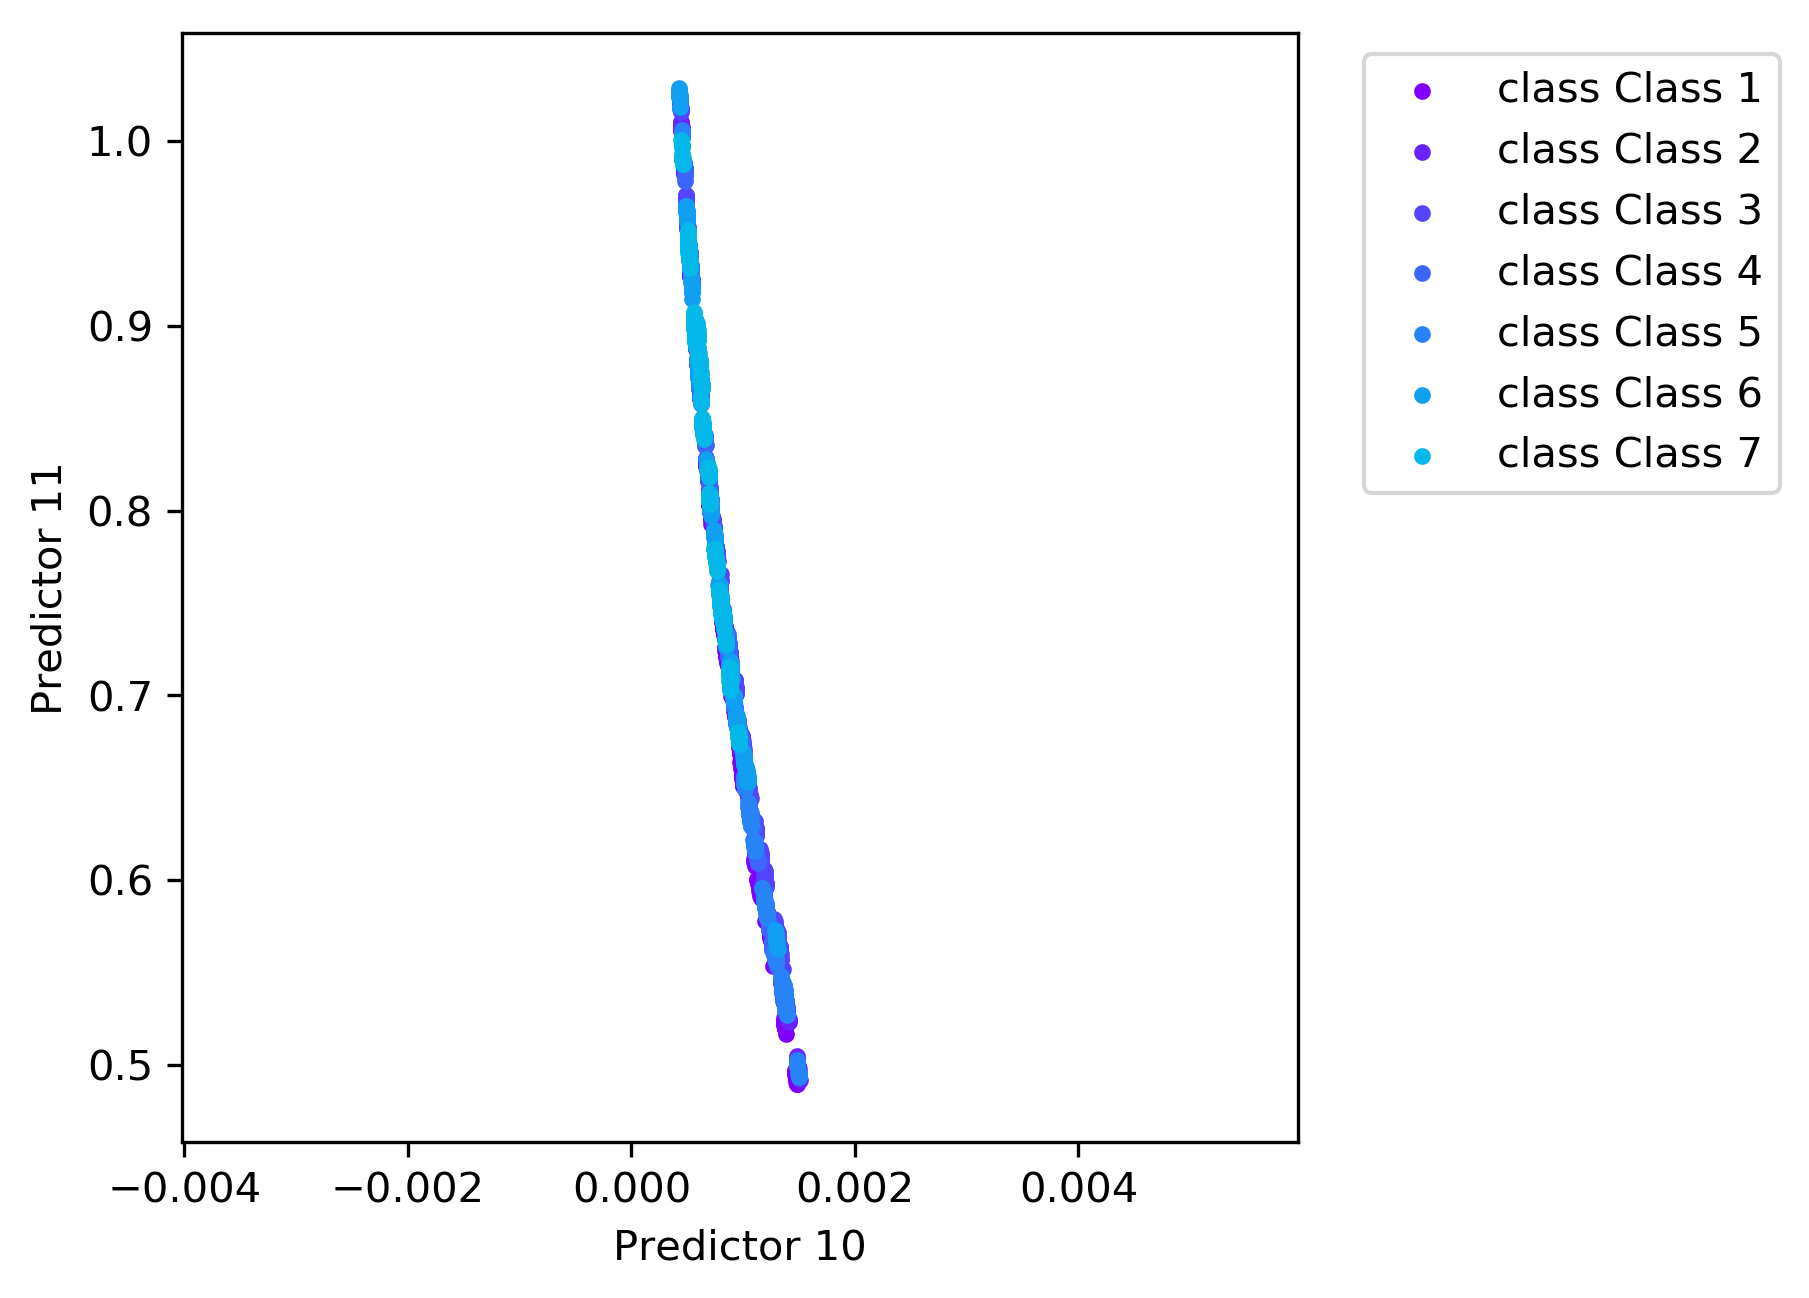 1.0
0.9
0.8
0.7
0.6
0.5
Predictor 11
−0.004
−0.002
0.000
0.002
0.004
Predictor 10
class Class 1
class Class 2
class Class 3
class Class 4
class Class 5
class Class 6
class Class 7